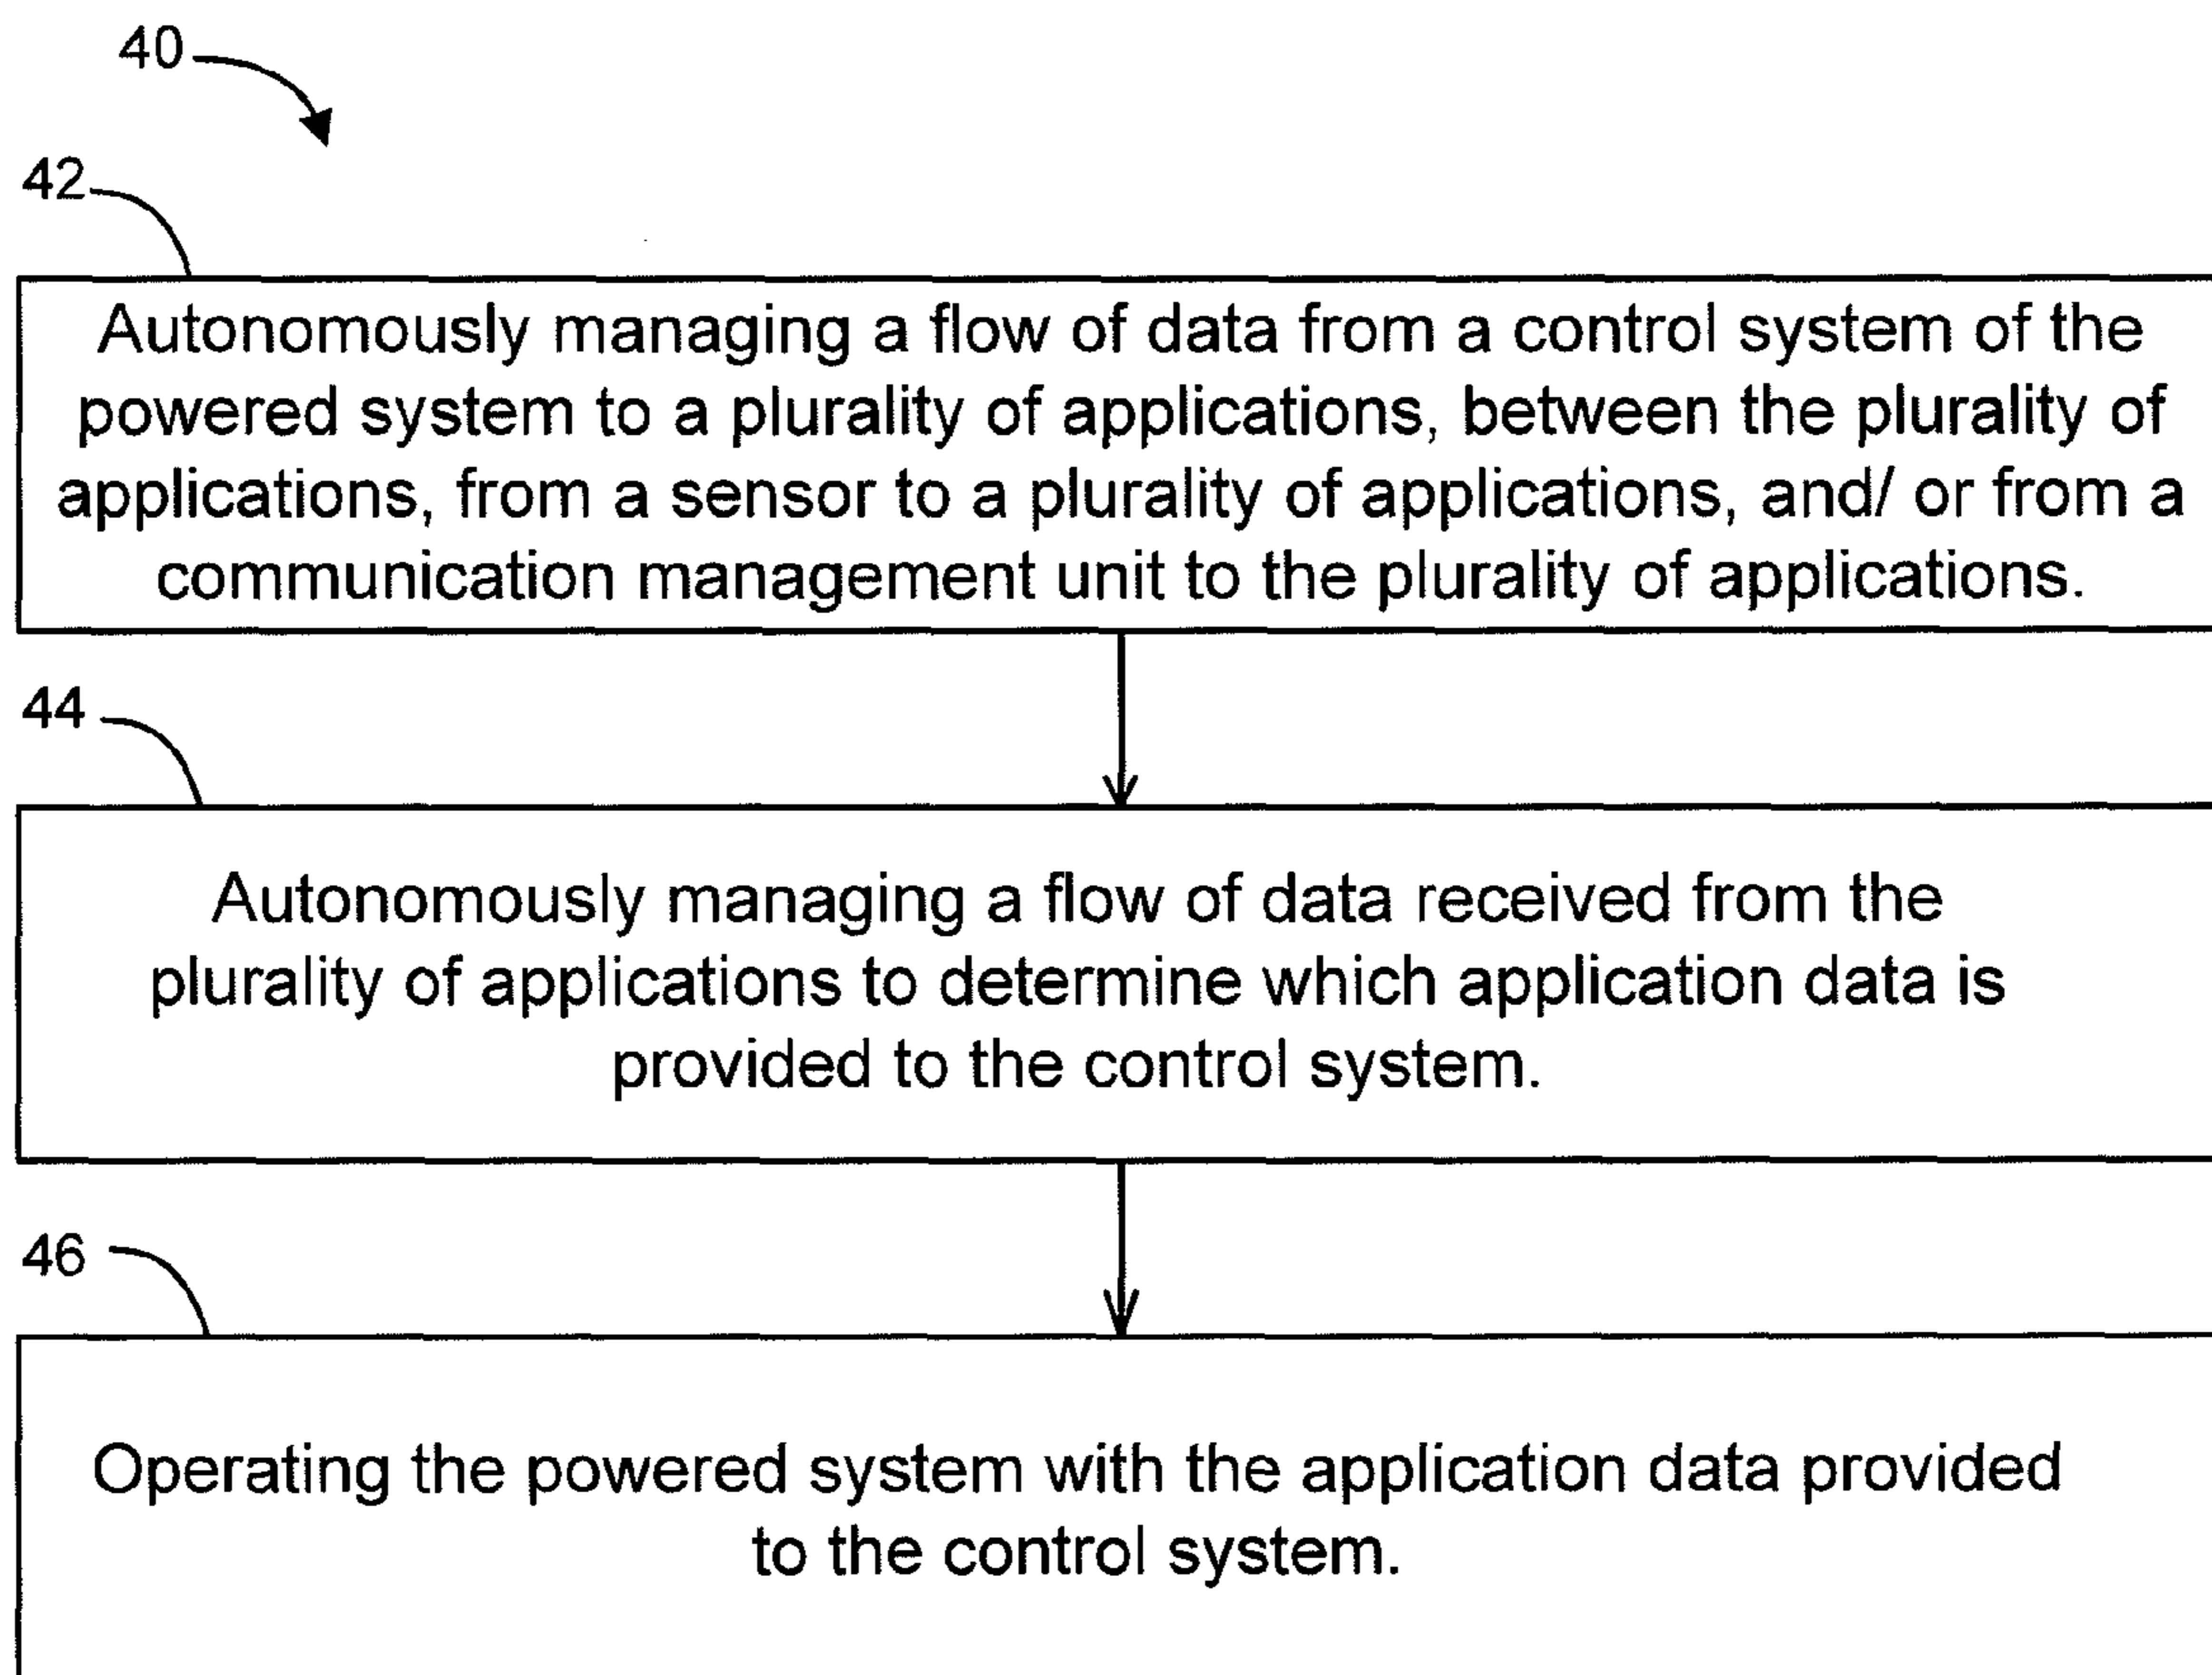 40
42
Autonomously managing a flow of data from a control system of the
powered system to a plurality of applications, between the plurality of
applications, from a sensor to a plurality of applications, and/ or from a
communication management unit to the plurality of applications.
44
Autonomously managing a flow of data received from the
plurality of applications to determine which application data is
provided to the control system.
46
Operating the powered system with the application data provided
to the control system.